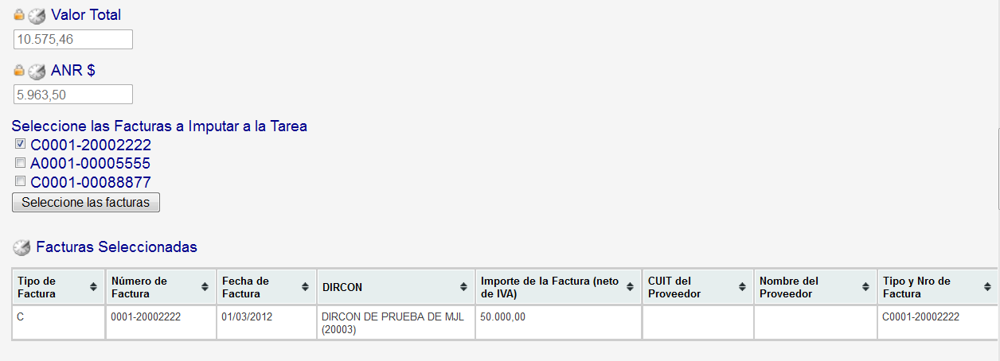 Valor Total
10.575,46
ANR $
5.963,50
Seleccione las Facturas a Imputar a la Tarea
C0001-20002222
A0001-00005555
C0001-00088877
Seleccione las facturas
Facturas Seleccionadas
Tipo de Factura Número de Factura Fecha de Factura DIRCON Importe de la Factura (neto de IVA) CUIT del Proveedor Nombre del Proveedor Tipo y Nro de Factura
C 0001-20002222 01/03/2012 DIRCON DE PRUEBA DE MJL (20003) 50.000,00 C0001-20002222